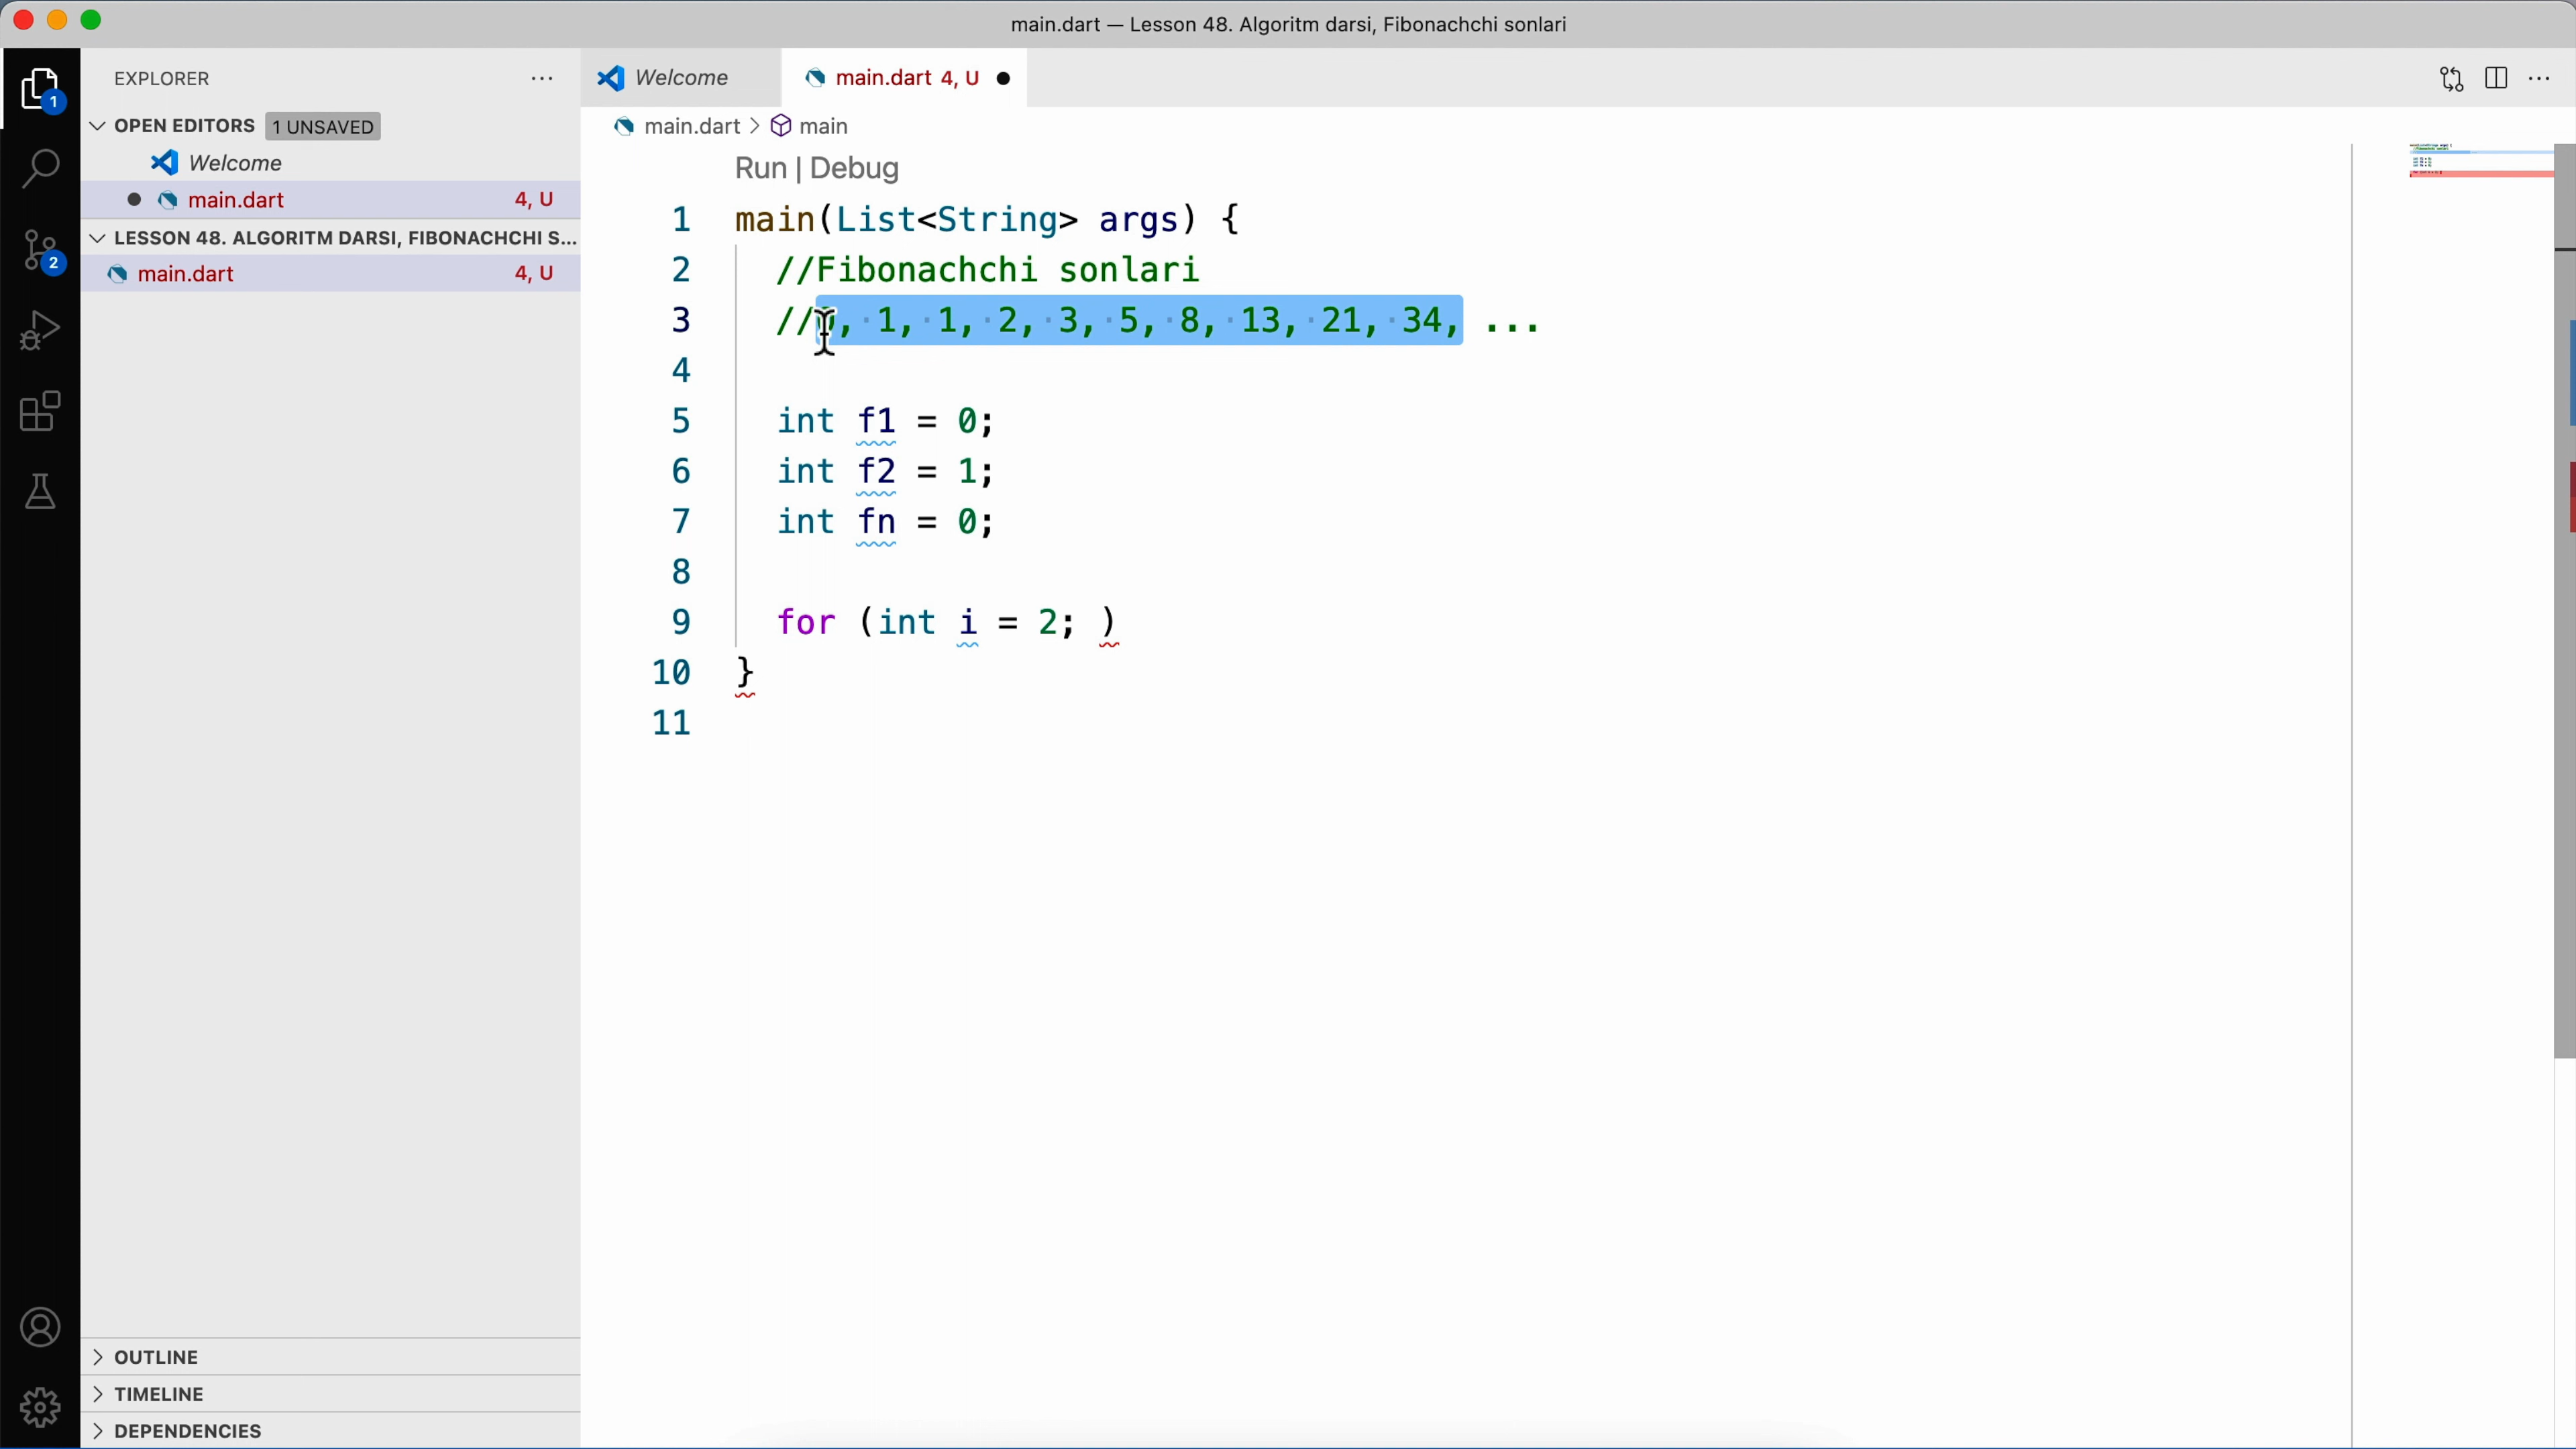 main.dart — Lesson 48. Algoritm darsi, Fibonachchi sonlari
EXPLORER
Welcome
main.dart 4, U
OPEN EDITORS 1 UNSAVED
Welcome
main.dart 4, U
LESSON 48. ALGORITM DARSI, FIBONACHCHI S...
main.dart 4, U
1
2
main.dart > main
Run | Debug
1 main(List<String> args) {
2 //Fibonachchi sonlari
3 //0, 1, 1, 2, 3, 5, 8, 13, 21, 34, ...
4
5 int f1 = 0;
6 int f2 = 1;
7 int fn = 0;
8
9 for (int i = 2; )
10 }
11
OUTLINE
TIMELINE
DEPENDENCIES